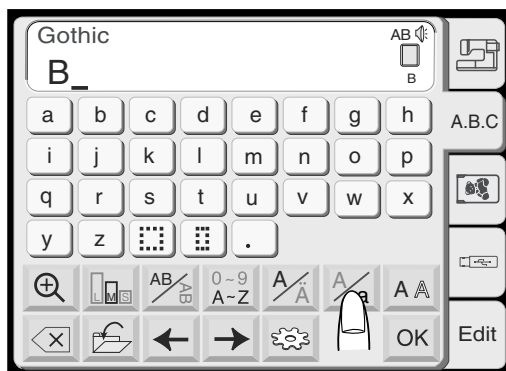 Gothic
AB
B_
B
a b c d e f g h
A.B.C
i j k l m n o p
q r s t u v w x
y z .
L M S
AB/AB
0~9
A~Z
A/Ä
A/a
A A
OK
Edit